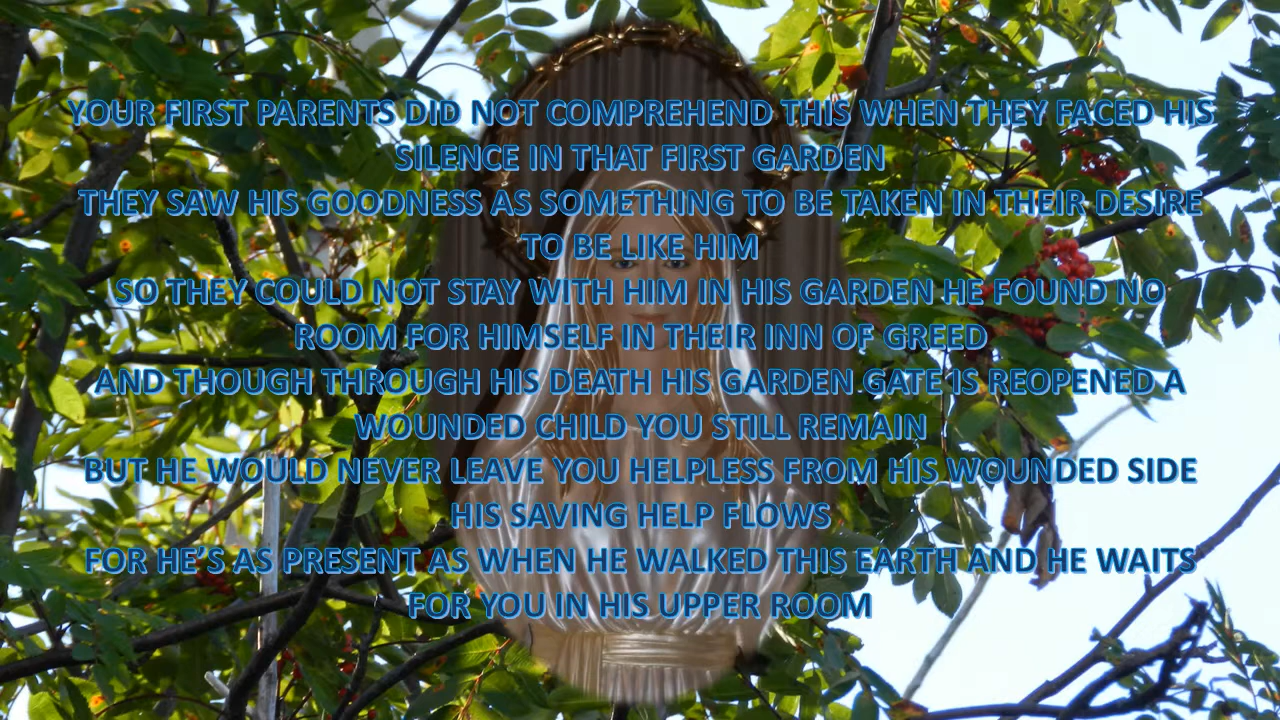 YOUR FIRST PARENTS DID NOT COMPREHEND THIS WHEN THEY FACED HIS
SILENCE IN THAT FIRST GARDEN
THEY SAW HIS GOODNESS AS SOMETHING TO BE TAKEN IN THEIR DESIRE
TO BE LIKE HIM
SO THEY COULD NOT STAY WITH HIM IN HIS GARDEN HE FOUND NO
ROOM FOR HIMSELF IN THEIR INN OF GREED
AND THOUGH THROUGH HIS DEATH HIS GARDEN GATE IS REOPENED A
WOUNDED CHILD YOU STILL REMAIN
BUT HE WOULD NEVER LEAVE YOU HELPLESS FROM HIS WOUNDED SIDE
HIS SAVING HELP FLOWS
FOR HE’S AS PRESENT AS WHEN HE WALKED THIS EARTH AND HE WAITS
FOR YOU IN HIS UPPER ROOM